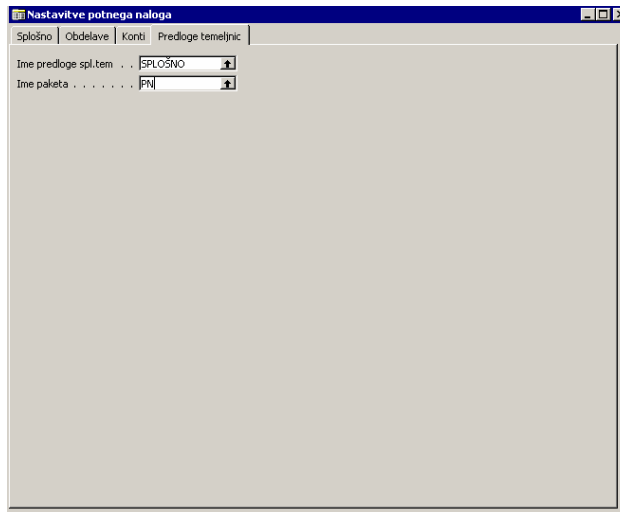 Nastavitve potnega naloga
Splošno Obdelave Konti Predloge temeljnic
Ime predloge spl.tem . . SPLOŠNO
Ime paketa . . . . . . . PN